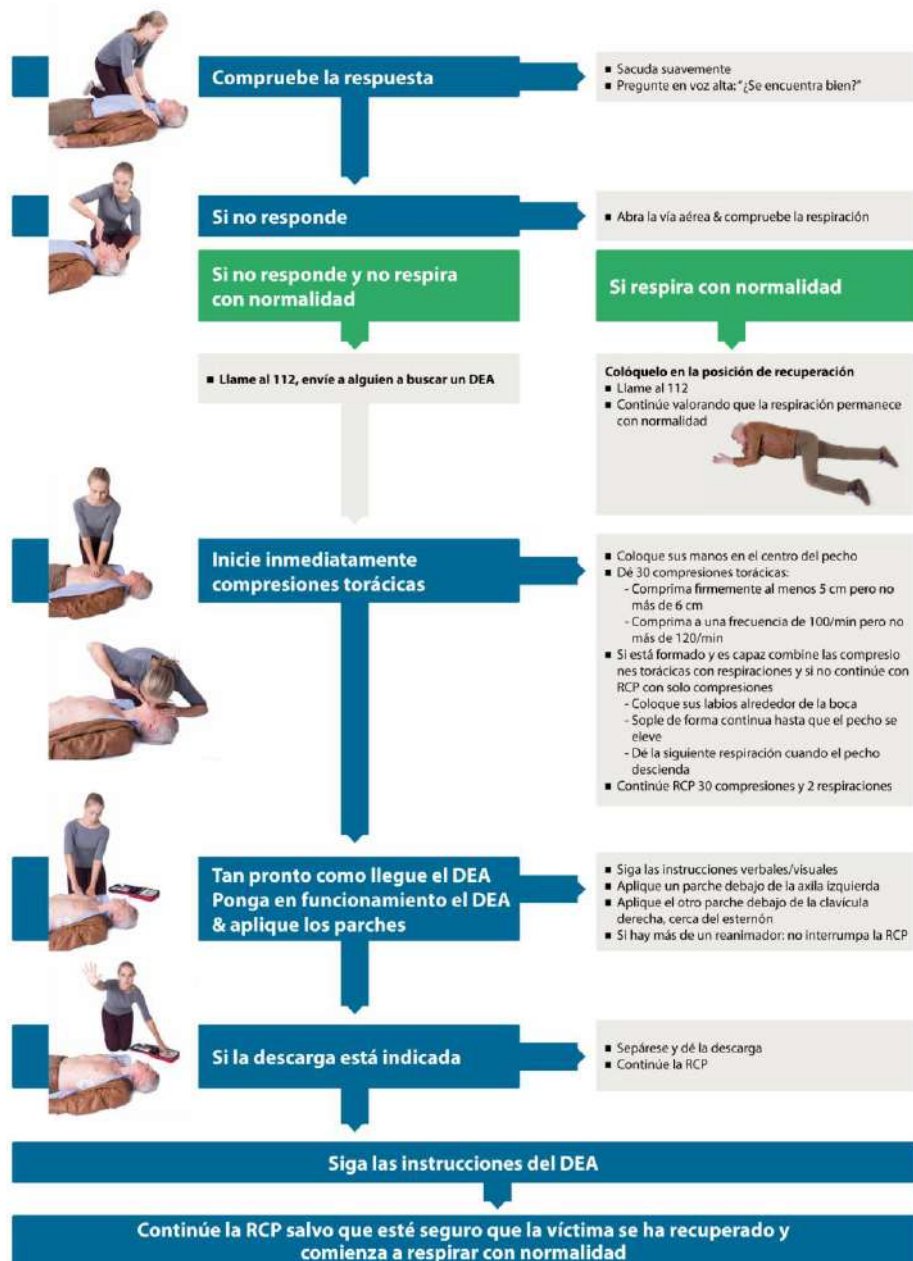 Compruebe la respuesta
■ Sacuda suavemente
■ Pregunte en voz alta: "¿Se encuentra bien?"
Si no responde
■ Abra la vía aérea & compruebe la respiración
Si no responde y no respira
con normalidad
Si respira con normalidad
■ Llame al 112, envíe a alguien a buscar un DEA
Colóquelo en la posición de recuperación
■ Llame al 112
■ Continúe valorando que la respiración permanece
con normalidad
Inicie inmediatamente
compresiones torácicas
■ Coloque sus manos en el centro del pecho
■ Dé 30 compresiones torácicas:
- Comprima firmemente al menos 5 cm pero no
más de 6 cm
- Comprima a una frecuencia de 100/min pero no
más de 120/min
■ Si está formado y es capaz combine las compresio
nes torácicas con respiraciones y si no continúe con
RCP con solo compresiones
- Coloque sus labios alrededor de la boca
- Sople de forma continua hasta que el pecho se
eleve
- Dé la siguiente respiración cuando el pecho
descienda
■ Continúe RCP 30 compresiones y 2 respiraciones
Tan pronto como llegue el DEA
Ponga en funcionamiento el DEA
& aplique los parches
■ Siga las instrucciones verbales/visuales
■ Aplique un parche debajo de la axila izquierda
■ Aplique el otro parche debajo de la clavícula
derecha, cerca del esternón
■ Si hay más de un reanimador: no interrumpa la RCP
Si la descarga está indicada
■ Sepárese y dé la descarga
■ Continúe la RCP
Siga las instrucciones del DEA
Continúe la RCP salvo que esté seguro que la víctima se ha recuperado y
comienza a respirar con normalidad